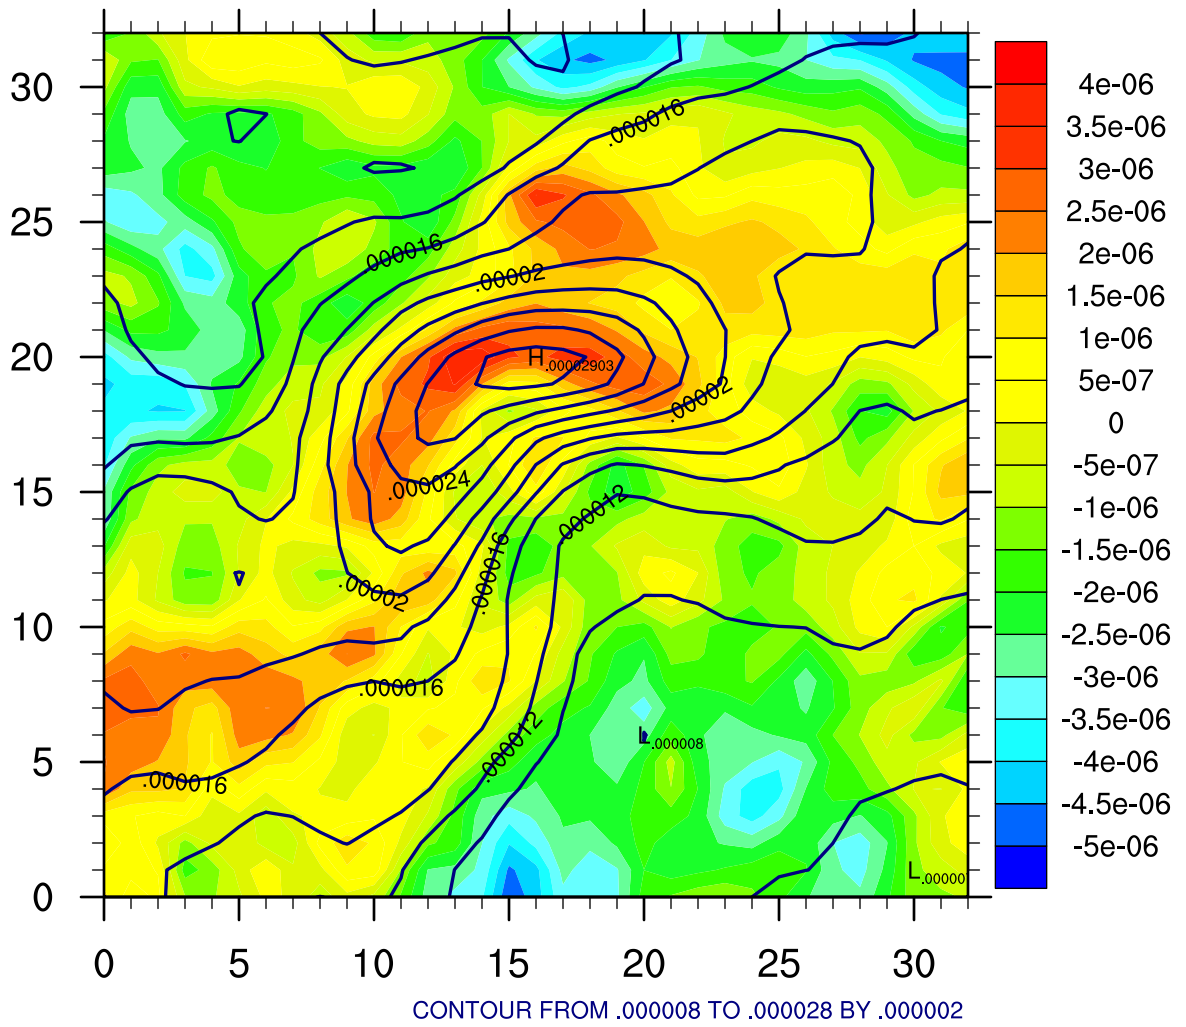 30
25
20
15
10
5
0
0 5 10 15 20 25 30
.000016
000016
.00002
H.00002903
.00002
.000024
.000012
.000016
.00002
.000016
.000012
.000016
L.000008
L.00000
4e-06
3.5e-06
3e-06
2.5e-06
2e-06
1.5e-06
1e-06
5e-07
0
-5e-07
-1e-06
-1.5e-06
-2e-06
-2.5e-06
-3e-06
-3.5e-06
-4e-06
-4.5e-06
-5e-06
CONTOUR FROM .000008 TO .000028 BY .000002